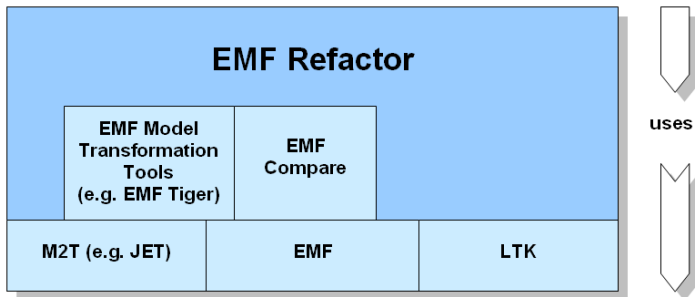 EMF Refactor
EMF Model
Transformation
Tools
(e.g. EMF Tiger)
EMF
Compare
uses
M2T (e.g. JET)
EMF
LTK